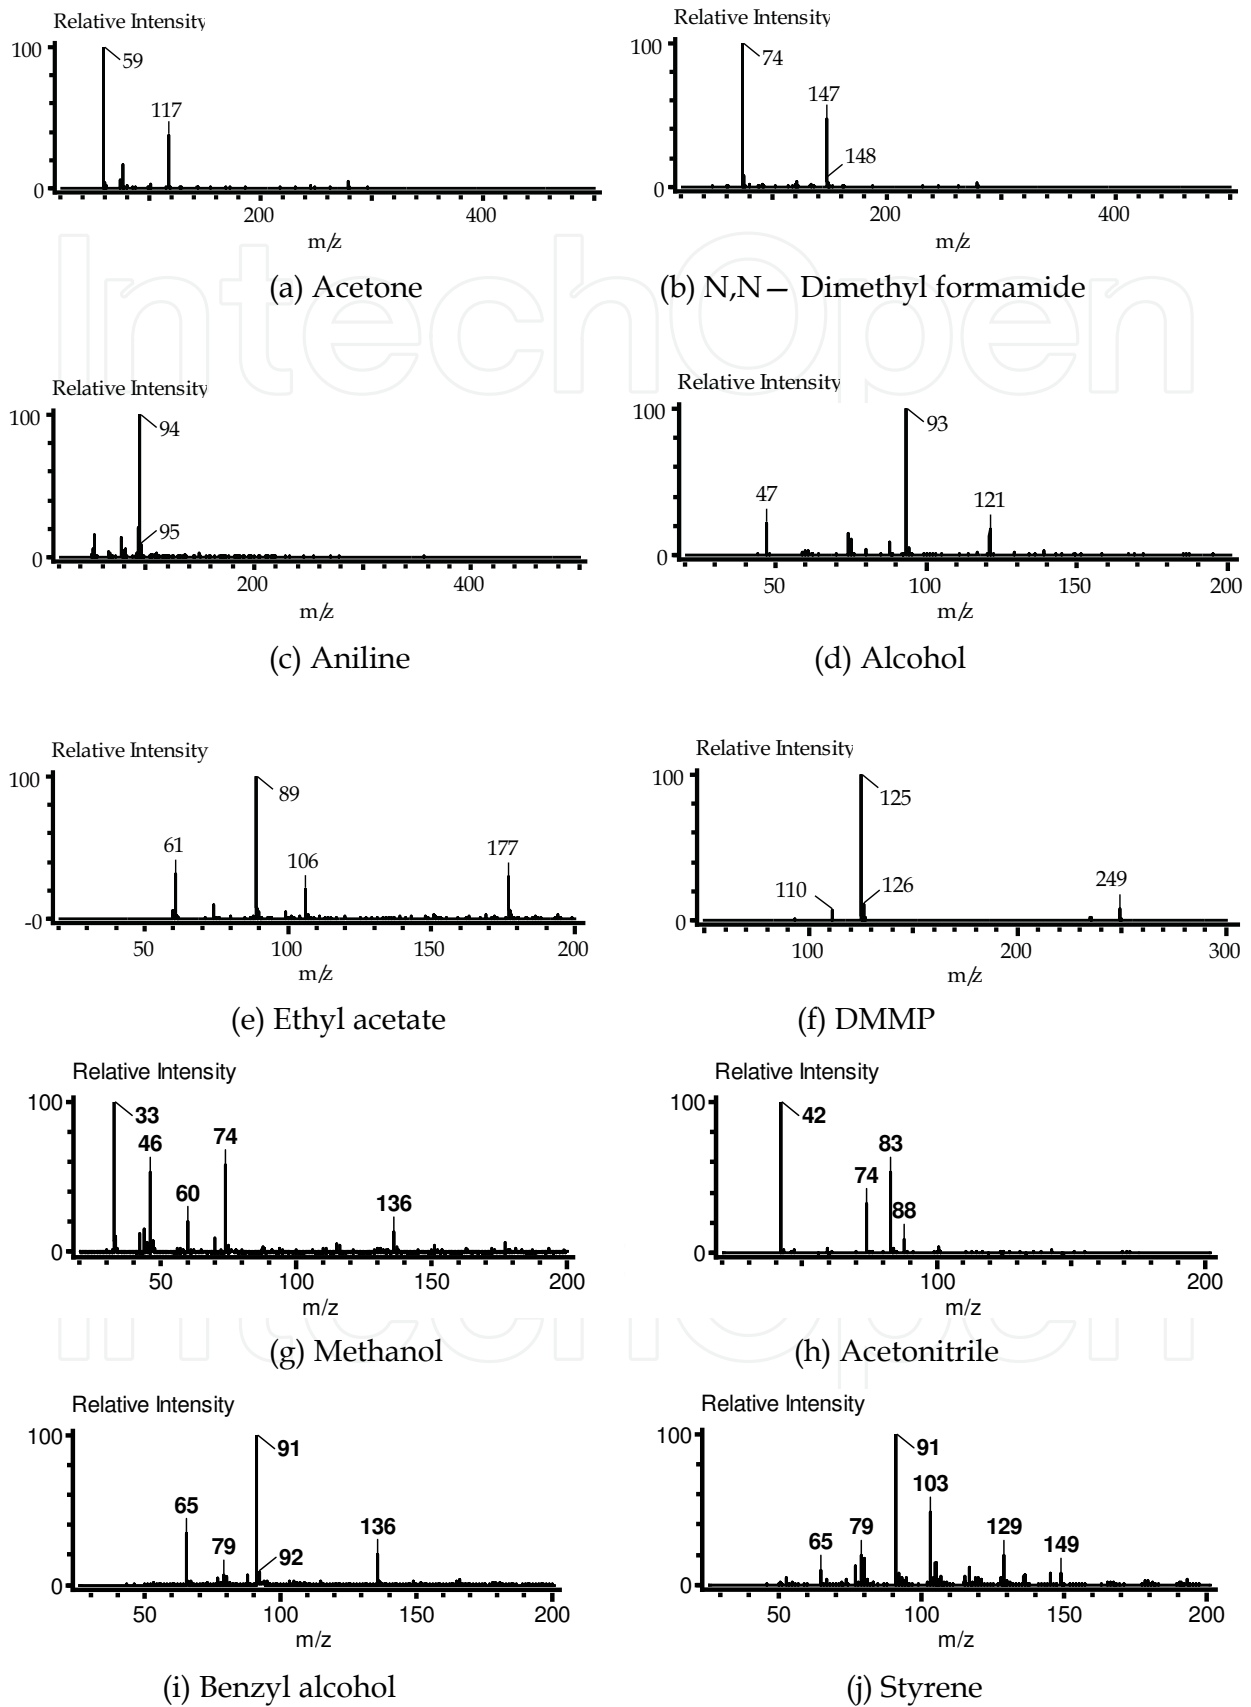 Relative Intensity
100
59
117
0
200
400
m/z
(a) Acetone
Relative Intensity
100
74
147
148
0
200
400
m/z
(b) N,N− Dimethyl formamide
IntechOpen
Relative Intensity
100
94
95
0
200
400
m/z
(c) Aniline
Relative Intensity
100
93
47
121
0
50
100
150
200
m/z
(d) Alcohol
Relative Intensity
100
89
61
106
177
-0
50
100
150
200
m/z
(e) Ethyl acetate
Relative Intensity
100
125
110
126
249
0
100
200
300
m/z
(f) DMMP
Relative Intensity
100
33
46
74
60
136
0
50
100
150
200
m/z
(g) Methanol
Relative Intensity
100
42
83
74
88
0
100
200
m/z
(h) Acetonitrile
IntechOpen
Relative Intensity
100
91
65
79
92
136
0
50
100
150
200
m/z
(i) Benzyl alcohol
Relative Intensity
100
91
103
65
79
129
149
0
50
100
150
200
m/z
(j) Styrene